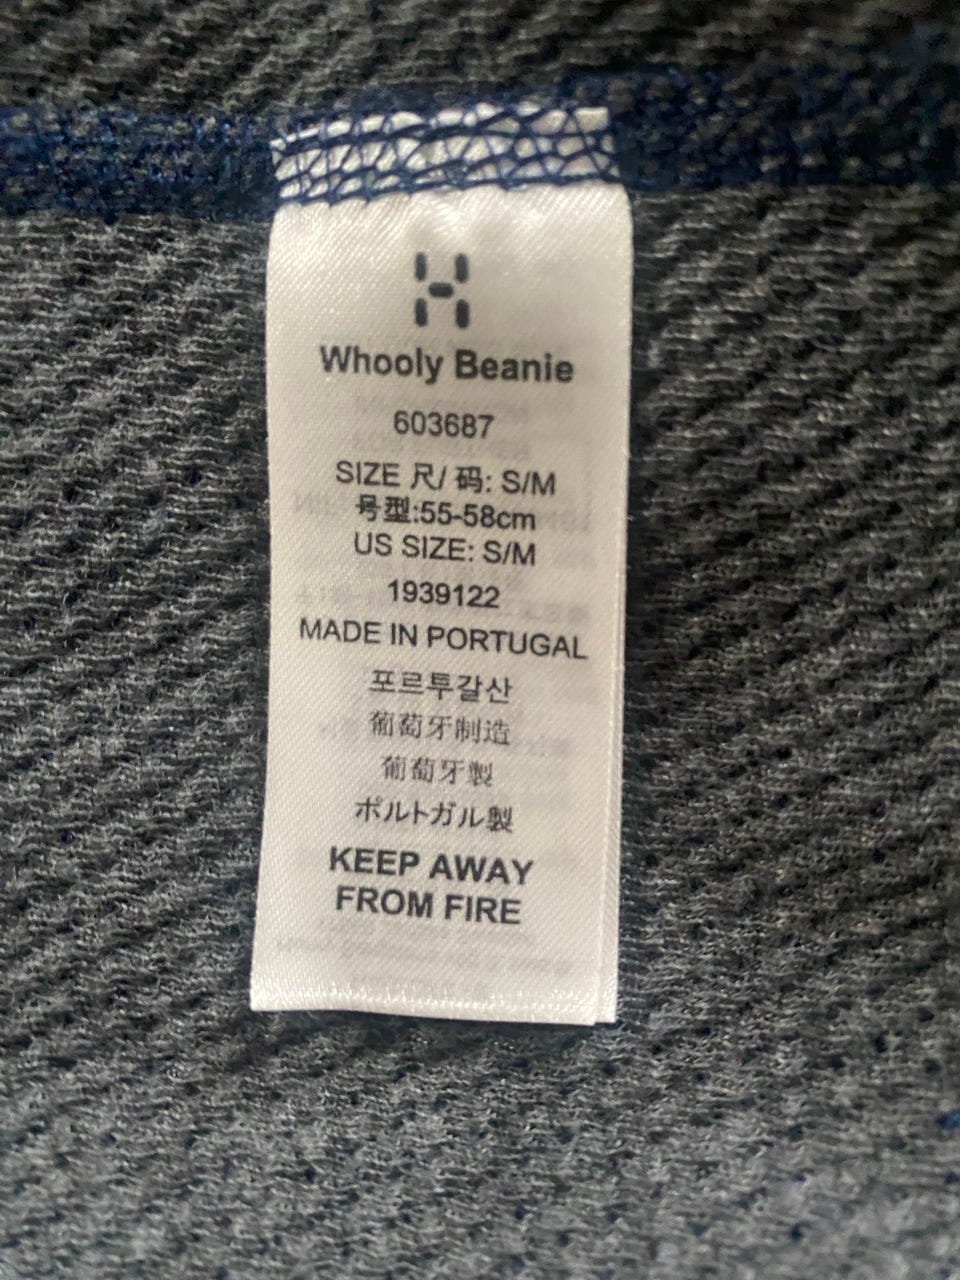 Whooly Beanie
603687
SIZE 尺/ 码: S/M
号型:55-58cm
US SIZE: S/M
1939122
MADE IN PORTUGAL
포르투갈산
葡萄牙制造
葡萄牙製
ポルトガル製
KEEP AWAY
FROM FIRE